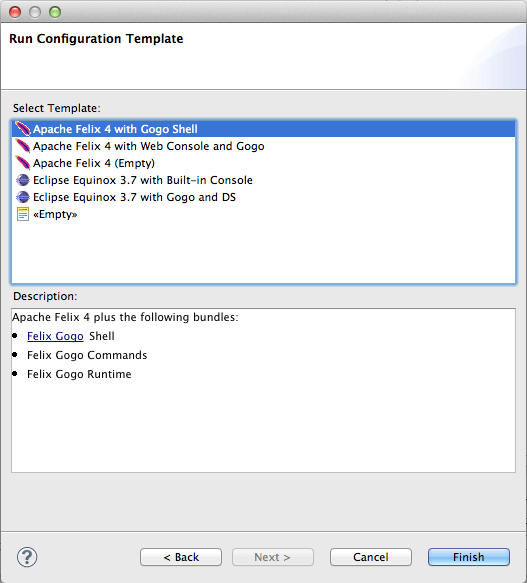 Run Configuration Template
Select Template:
Apache Felix 4 with Gogo Shell
Apache Felix 4 with Web Console and Gogo
Apache Felix 4 (Empty)
Eclipse Equinox 3.7 with Built-in Console
Eclipse Equinox 3.7 with Gogo and DS
«Empty»
Description:
Apache Felix 4 plus the following bundles:
• Felix Gogo Shell
• Felix Gogo Commands
• Felix Gogo Runtime
? < Back Next > Cancel Finish